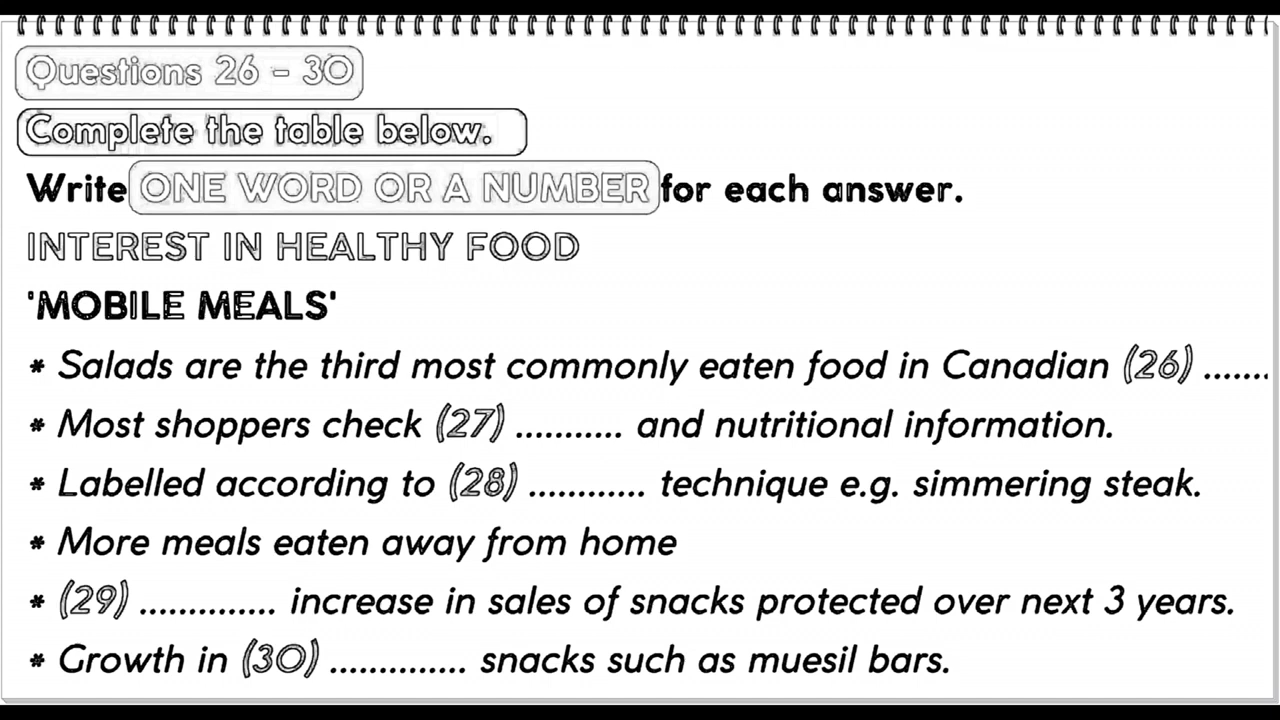 Questions 26 - 30
Complete the table below.
Write ONE WORD OR A NUMBER for each answer.
INTEREST IN HEALTHY FOOD
'MOBILE MEALS'
* Salads are the third most commonly eaten food in Canadian (26) .......
* Most shoppers check (27) ........... and nutritional information.
* Labelled according to (28) ............ technique e.g. simmering steak.
* More meals eaten away from home
* (29) .............. increase in sales of snacks protected over next 3 years.
* Growth in (30) .............. snacks such as muesil bars.